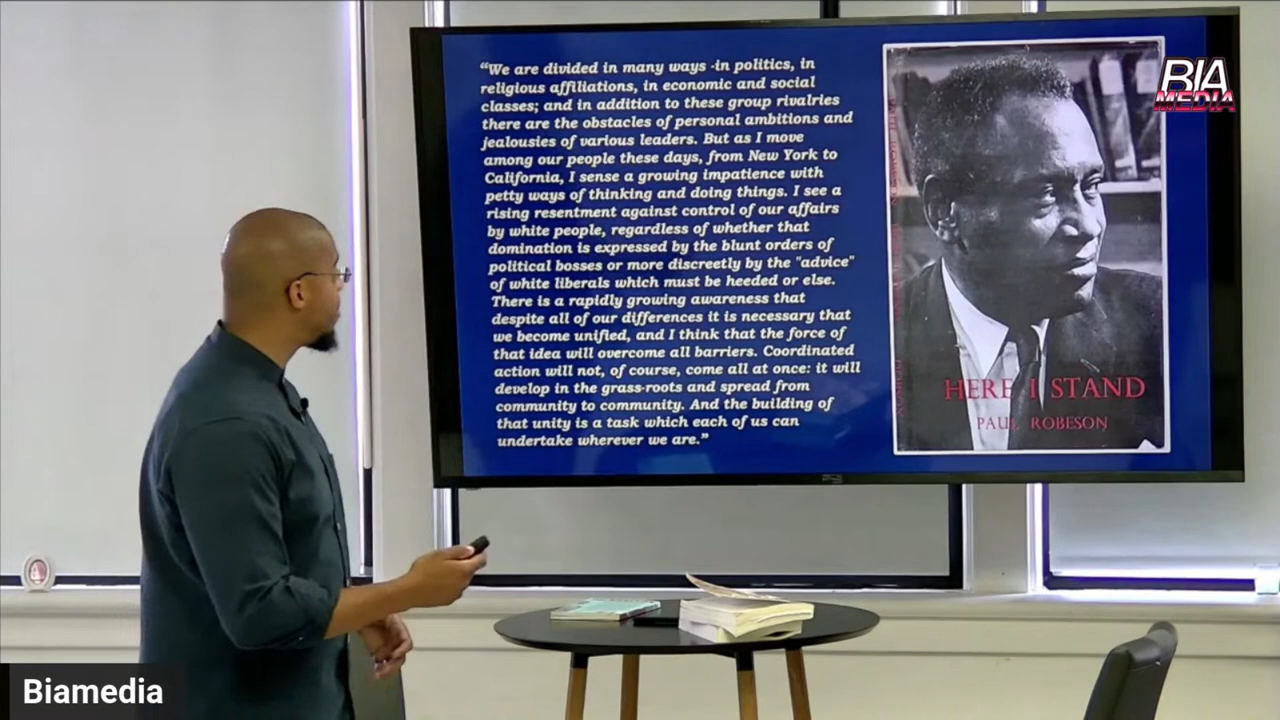 “We are divided in many ways -in politics, in
religious affiliations, in economic and social
classes; and in addition to these group rivalries
there are the obstacles of personal ambitions and
jealousies of various leaders. But as I move
among our people these days, from New York to
California, I sense a growing impatience with
petty ways of thinking and doing things. I see a
rising resentment against control of our affairs
by white people, regardless of whether that
domination is expressed by the blunt orders of
political bosses or more discreetly by the "advice"
of white liberals which must be heeded or else.
There is a rapidly growing awareness that
despite all of our differences it is necessary that
we become unified, and I think that the force of
that idea will overcome all barriers. Coordinated
action will not, of course, come all at once: it will
develop in the grass-roots and spread from
community to community. And the building of
that unity is a task which each of us can
undertake wherever we are.”
HERE I STAND
PAUL ROBESON
BIA
MEDIA
Biamedia